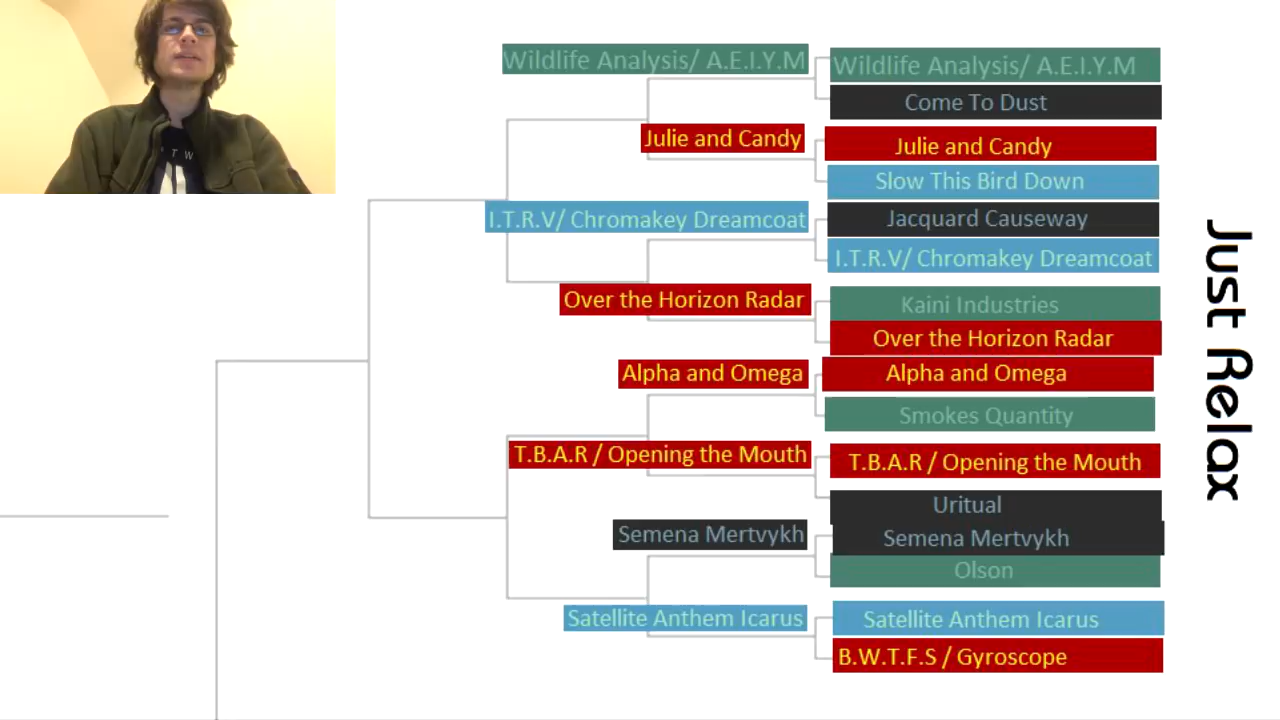 Wildlife Analysis/ A.E.I.Y.M
Julie and Candy
I.T.R.V/ Chromakey Dreamcoat
Over the Horizon Radar
Alpha and Omega
T.B.A.R / Opening the Mouth
Semena Mertvykh
Satellite Anthem Icarus
Wildlife Analysis/ A.E.I.Y.M
Come To Dust
Julie and Candy
Slow This Bird Down
Jacquard Causeway
I.T.R.V/ Chromakey Dreamcoat
Kaini Industries
Over the Horizon Radar
Alpha and Omega
Smokes Quantity
T.B.A.R / Opening the Mouth
Uritual
Semena Mertvykh
Olson
Satellite Anthem Icarus
B.W.T.F.S / Gyroscope
Just Relax
T W